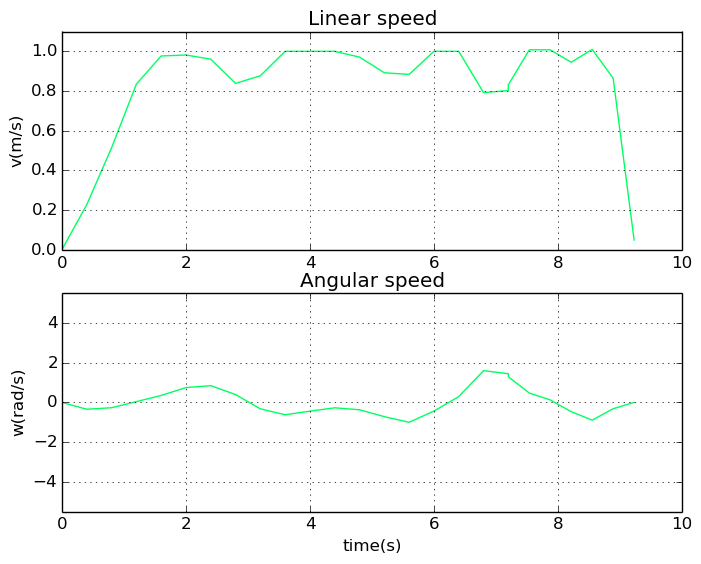 Linear speed
v(m/s)
1.0
0.8
0.6
0.4
0.2
0.0
0 2 4 6 8 10
Angular speed
w(rad/s)
4
2
0
−2
−4
0 2 4 6 8 10
time(s)